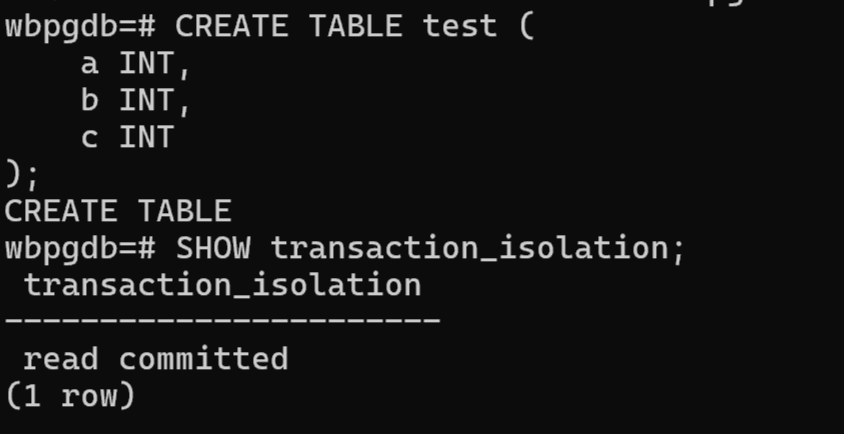 wbpgdb=# CREATE TABLE test (
    a INT,
    b INT,
    c INT
);
CREATE TABLE
wbpgdb=# SHOW transaction_isolation;
 transaction_isolation
-----------------------
 read committed
(1 row)